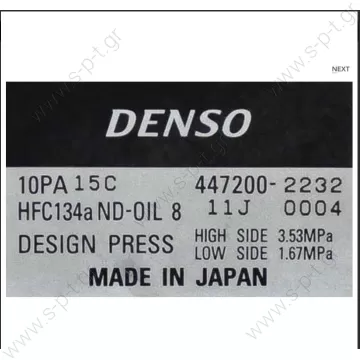 s-p-t.gr
NEXT
DENSO
10PA 15C 447200-2232
HFC134a ND-OIL 8 11J 0004
DESIGN PRESS HIGH SIDE 3.53MPa
LOW SIDE 1.67MPa
MADE IN JAPAN